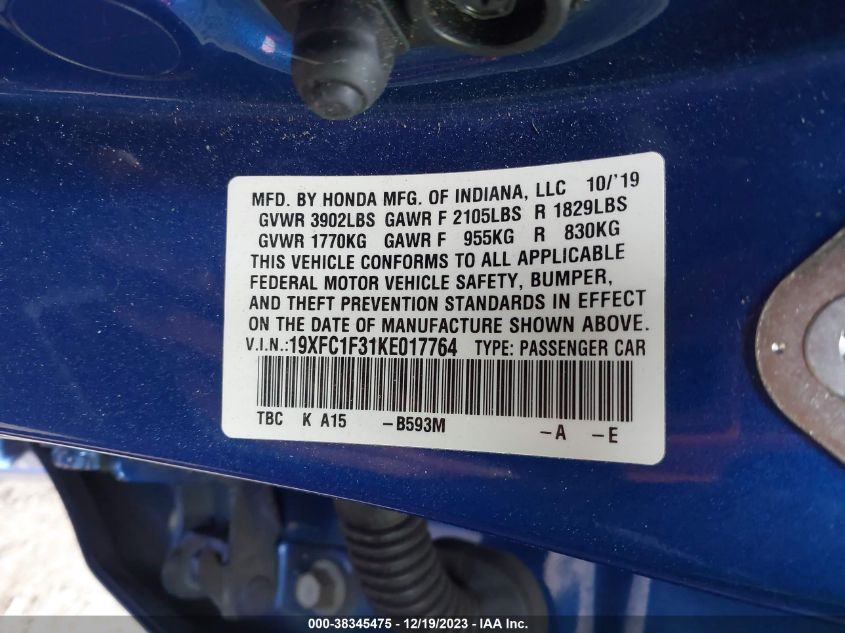 MFD. BY HONDA MFG. OF INDIANA, LLC 10/'19
GVWR 3902LBS GAWR F 2105LBS R 1829LBS
GVWR 1770KG GAWR F 955KG R 830KG
THIS VEHICLE CONFORMS TO ALL APPLICABLE
FEDERAL MOTOR VEHICLE SAFETY, BUMPER,
AND THEFT PREVENTION STANDARDS IN EFFECT
ON THE DATE OF MANUFACTURE SHOWN ABOVE.
V.I.N.:19XFC1F31KE017764 TYPE: PASSENGER CAR
TBC K A15 -B593M -A -E
000-38345475 - 12/19/2023 - IAA Inc.